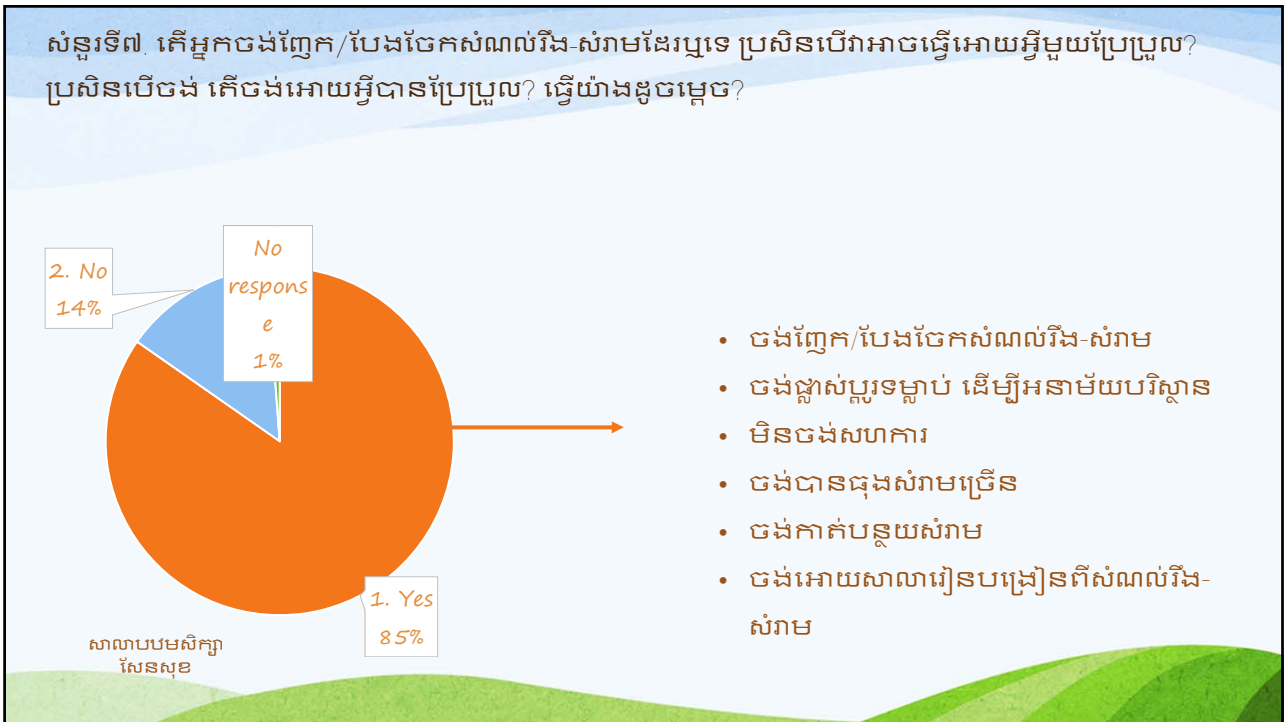 សំនួរទី៧. តើអ្នកចង់ញែក/បែងចែកសំណល់រឹង-សំរាមដែរឬទេ ប្រសិនបើវាអាចធ្វើអោយអ្វីមួយប្រែប្រួល?
ប្រសិនបើចង់ តើចង់អោយអ្វីបានប្រែប្រួល? ធ្វើយ៉ាងដូចម្តេច?
2. No
14%
No
respons
e
1%
1. Yes
85%
• ចង់ញែក/បែងចែកសំណល់រឹង-សំរាម
• ចង់ផ្លាស់ប្តូរទម្លាប់ ដើម្បីអនាម័យបរិស្ថាន
• មិនចង់សហការ
• ចង់បានធុងសំរាមច្រើន
• ចង់កាត់បន្ថយសំរាម
• ចង់អោយសាលារៀនបង្រៀនពីសំណល់រឹង-
សំរាម
សាលាបឋមសិក្សា
សែនសុខ